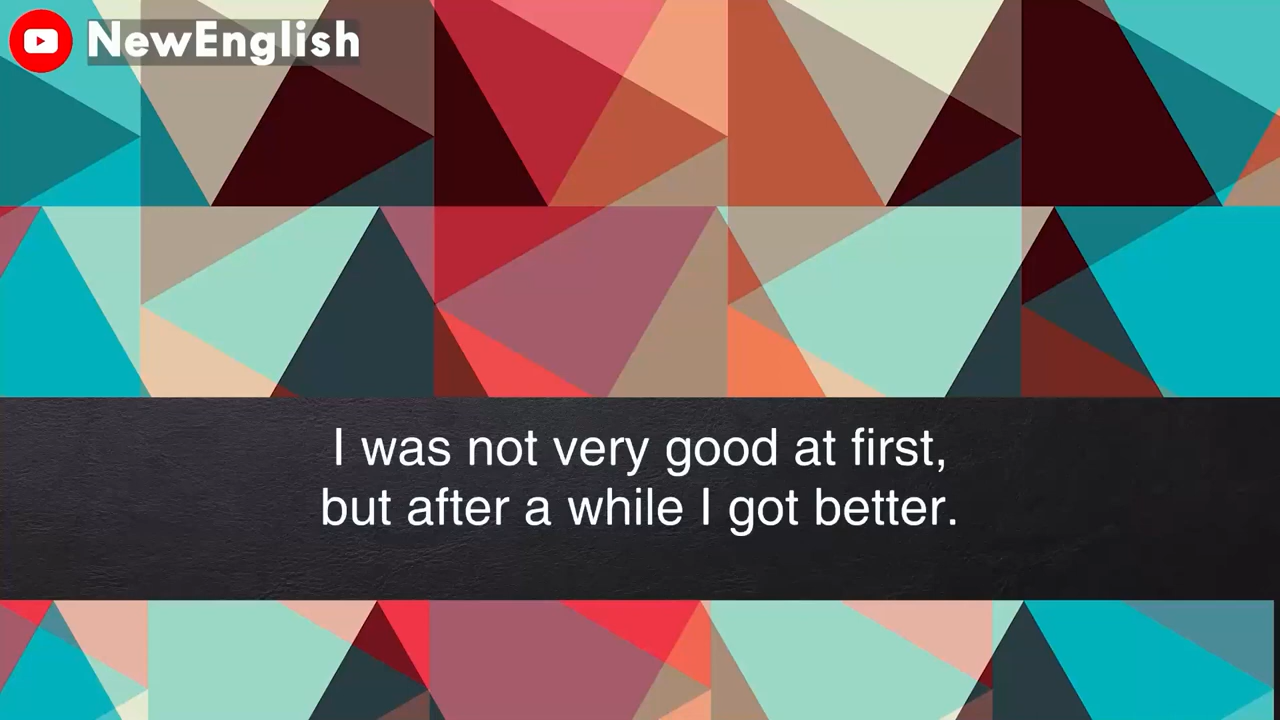 NewEnglish
I was not very good at first,
but after a while I got better.